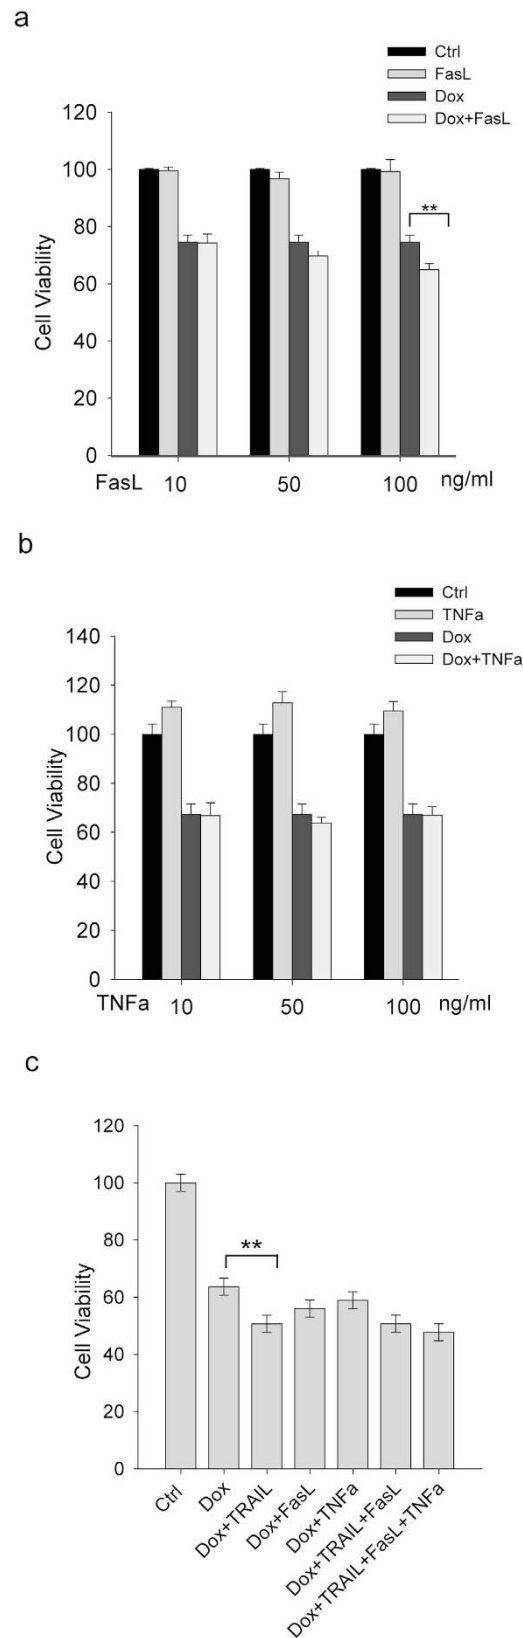 a
Ctrl
FasL
Dox
Dox+FasL
120
100
80
60
40
20
0
Cell Viability
**
FasL 10 50 100 ng/ml
b
Ctrl
TNFa
Dox
Dox+TNFa
140
120
100
80
60
40
20
0
Cell Viability
TNFa 10 50 100 ng/ml
c
120
100
80
60
40
20
0
Cell Viability
**
Ctrl
Dox
Dox+TRAIL
Dox+FasL
Dox+TNFa
Dox+TRAIL+FasL
Dox+TRAIL+FasL+TNFa